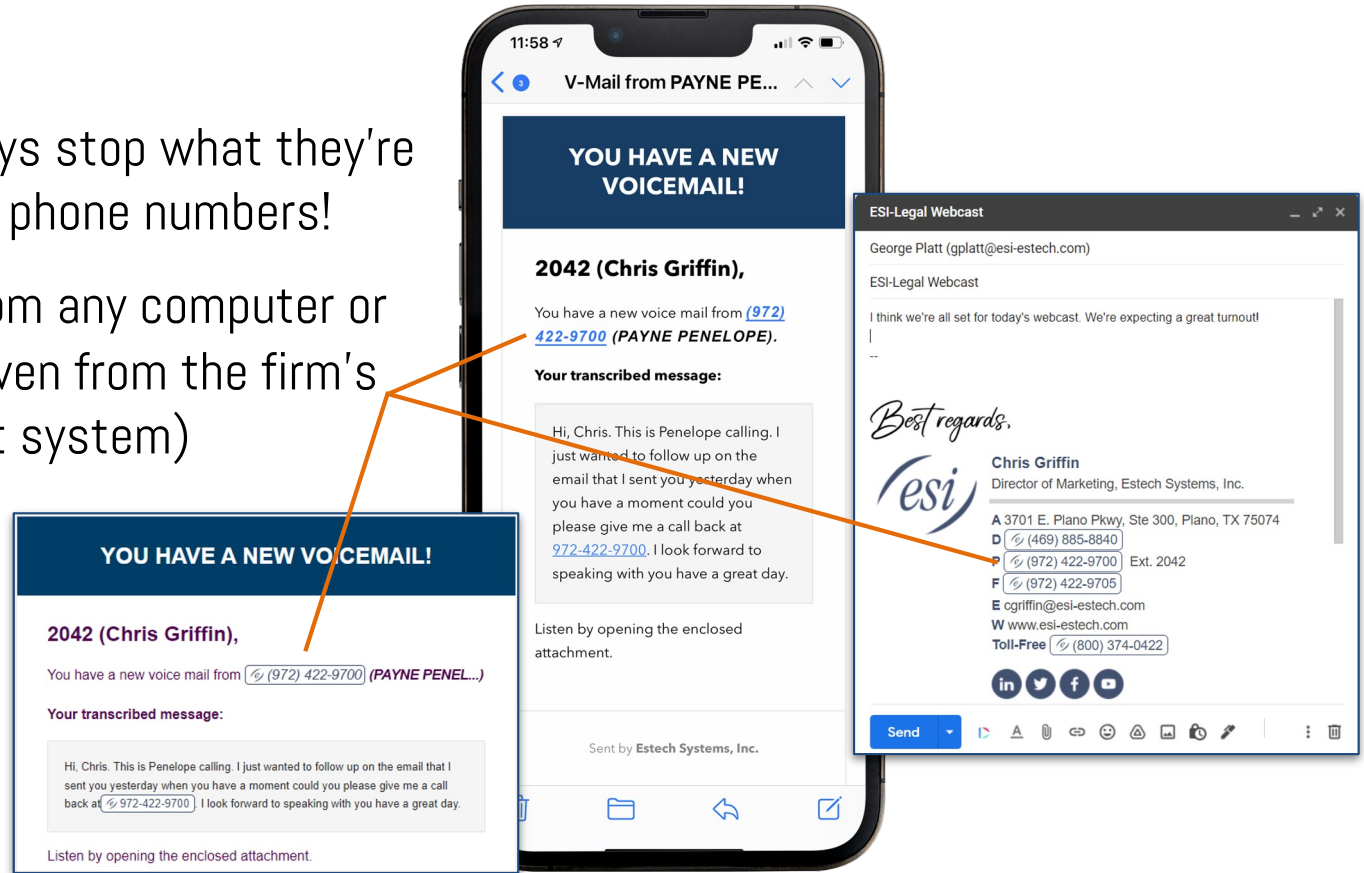 ys stop what they're
phone numbers!
om any computer or
ven from the firm's
t system)
11:58
3
V-Mail from PAYNE PE...
YOU HAVE A NEW
VOICEMAIL!
2042 (Chris Griffin),
You have a new voice mail from (972)
422-9700 (PAYNE PENELOPE).
Your transcribed message:
Hi, Chris. This is Penelope calling. I
just wanted to follow up on the
email that I sent you yesterday when
you have a moment could you
please give me a call back at
972-422-9700. I look forward to
speaking with you have a great day.
Listen by opening the enclosed
attachment.
Sent by Estech Systems, Inc.
YOU HAVE A NEW VOICEMAIL!
2042 (Chris Griffin),
You have a new voice mail from (972) 422-9700 (PAYNE PENEL...)
Your transcribed message:
Hi, Chris. This is Penelope calling. I just wanted to follow up on the email that I
sent you yesterday when you have a moment could you please give me a call
back at 972-422-9700 . I look forward to speaking with you have a great day.
Listen by opening the enclosed attachment.
ESI-Legal Webcast
George Platt (gplatt@esi-estech.com)
ESI-Legal Webcast
I think we're all set for today's webcast. We're expecting a great turnout!
--
Best regards,
esi
Chris Griffin
Director of Marketing, Estech Systems, Inc.
A 3701 E. Plano Pkwy, Ste 300, Plano, TX 75074
D (469) 885-8840
P (972) 422-9700 Ext. 2042
F (972) 422-9705
E cgriffin@esi-estech.com
W www.esi-estech.com
Toll-Free (800) 374-0422
in f
Send